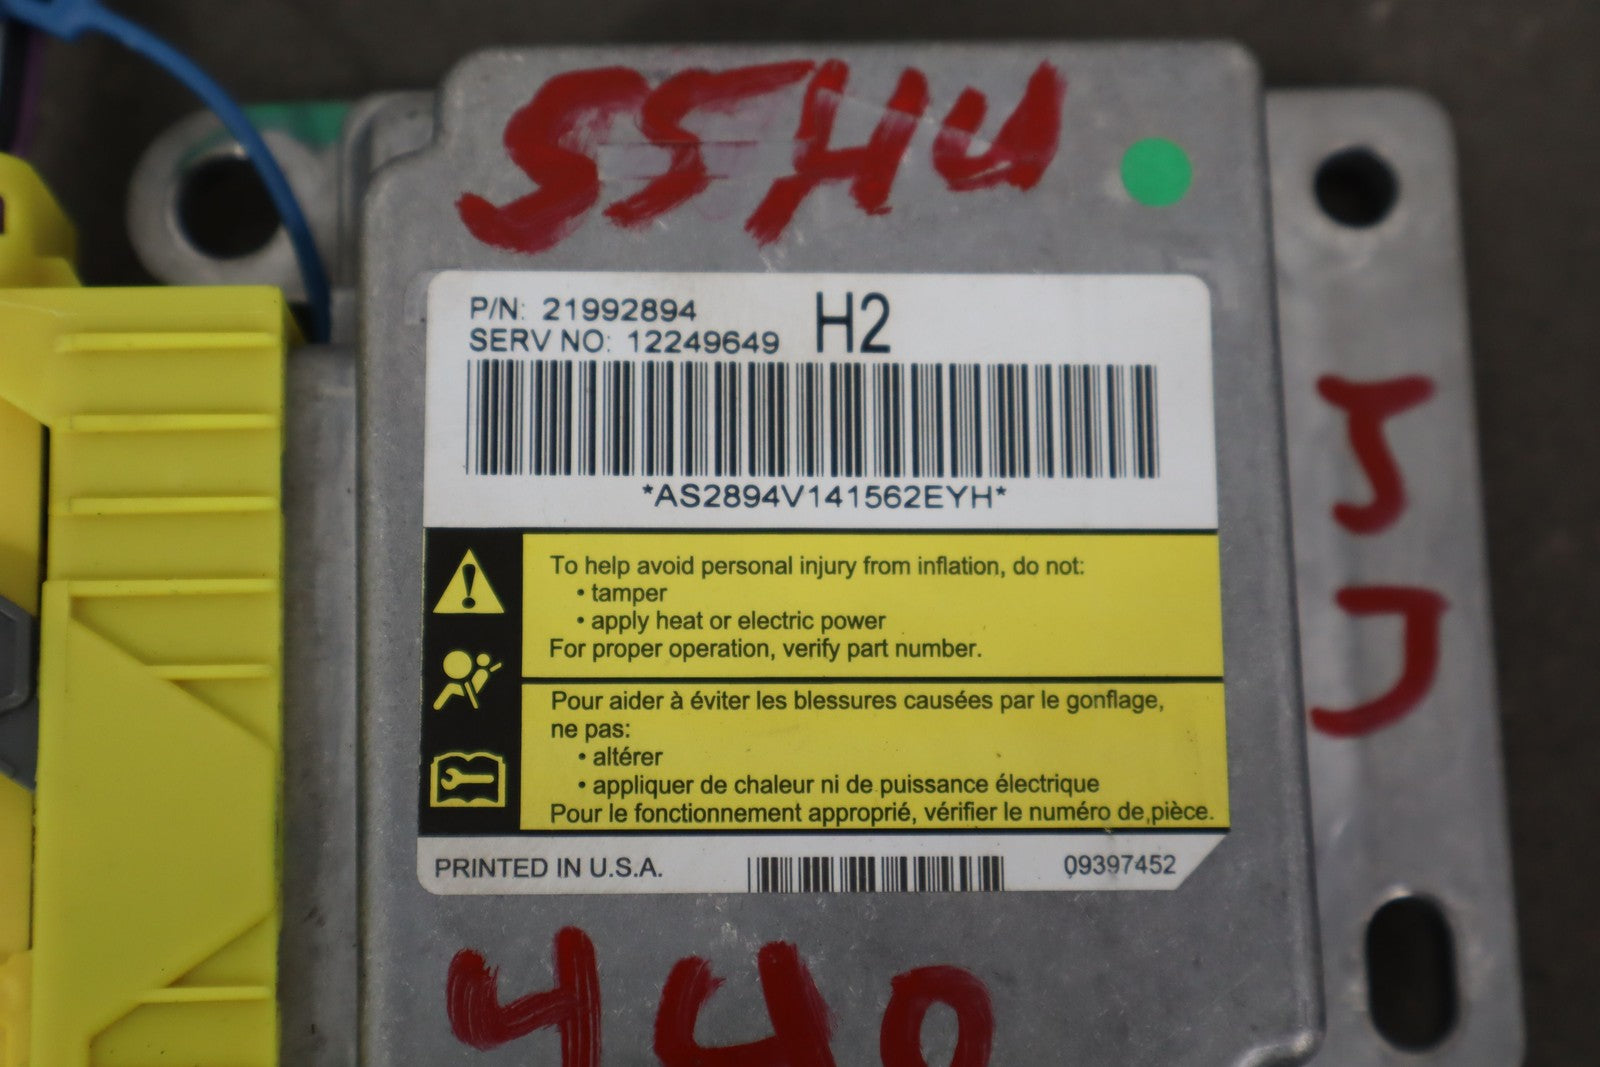 55HU
P/N: 21992894
H2
SERV NO: 12249649
*AS2894V141562EYH*
To help avoid personal injury from inflation, do not:
• tamper
• apply heat or electric power
For proper operation, verify part number.
Pour aider à éviter les blessures causées par le gonflage,
ne pas:
• altérer
• appliquer de chaleur ni de puissance électrique
Pour le fonctionnement approprié, vérifier le numéro de pièce.
PRINTED IN U.S.A.
09397452
440